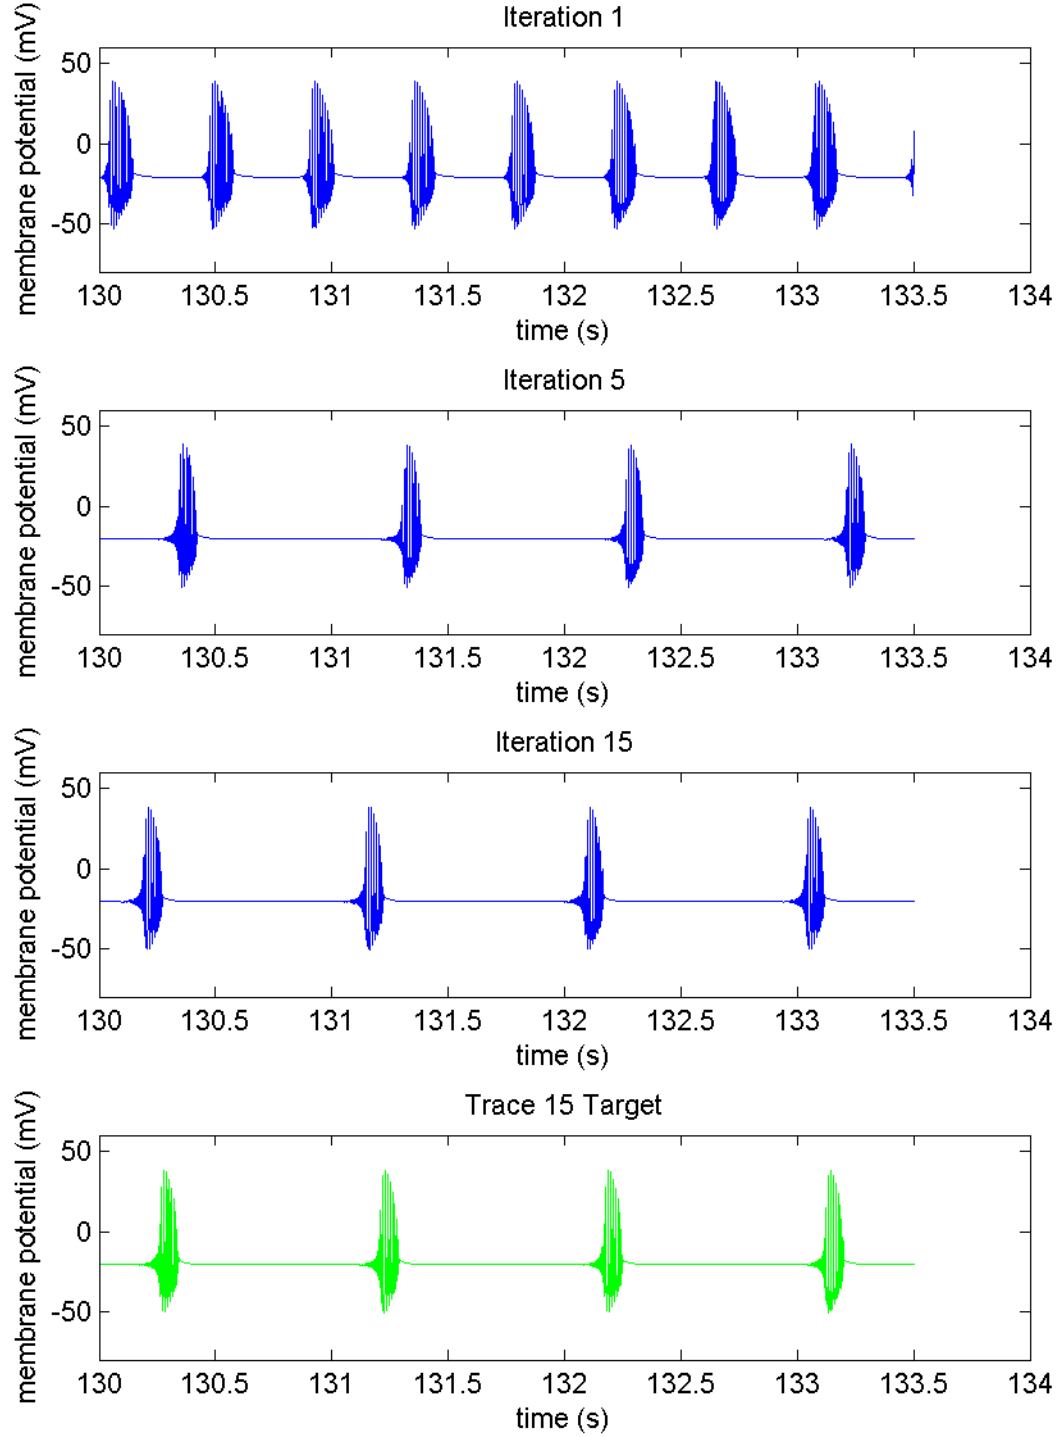 Iteration 1
membrane potential (mV)
50
0
-50
130 130.5 131 131.5 132 132.5 133 133.5 134
time (s)
Iteration 5
membrane potential (mV)
50
0
-50
130 130.5 131 131.5 132 132.5 133 133.5 134
time (s)
Iteration 15
membrane potential (mV)
50
0
-50
130 130.5 131 131.5 132 132.5 133 133.5 134
time (s)
Trace 15 Target
membrane potential (mV)
50
0
-50
130 130.5 131 131.5 132 132.5 133 133.5 134
time (s)